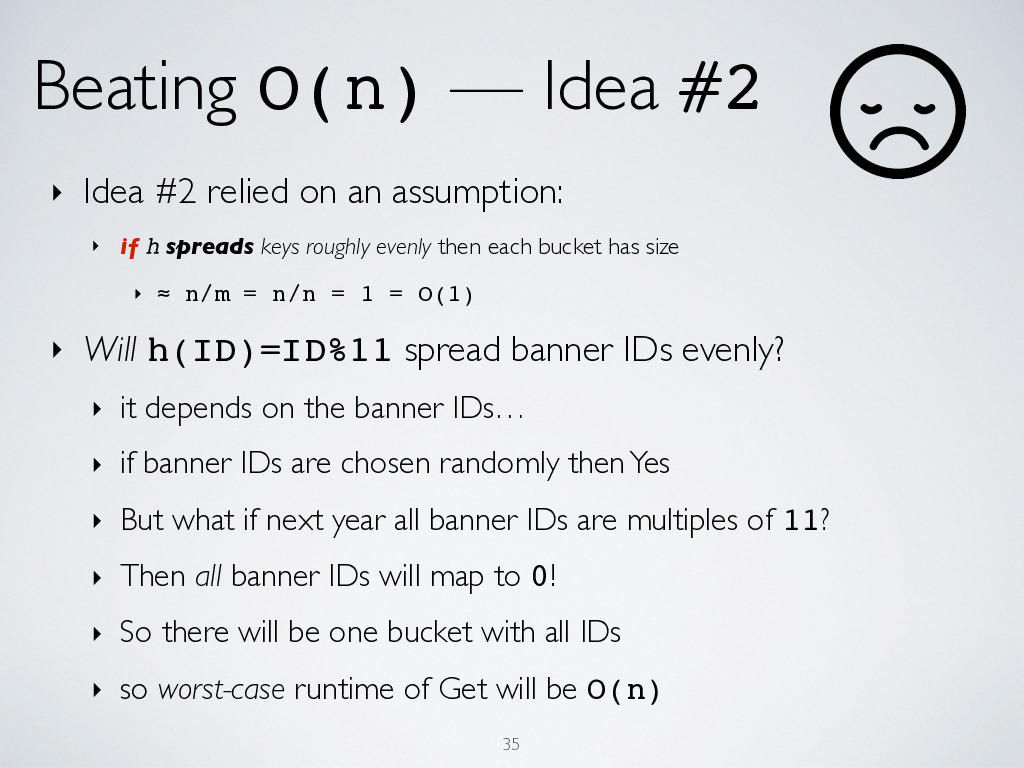 Beating O(n) — Idea #2
‣ Idea #2 relied on an assumption:
‣ if h spreads keys roughly evenly then each bucket has size
‣ ≈ n/m = n/n = 1 = O(1)
‣ Will h(ID)=ID%11 spread banner IDs evenly?
‣ it depends on the banner IDs…
‣ if banner IDs are chosen randomly then Yes
‣ But what if next year all banner IDs are multiples of 11?
‣ Then all banner IDs will map to 0!
‣ So there will be one bucket with all IDs
‣ so worst-case runtime of Get will be O(n)
35